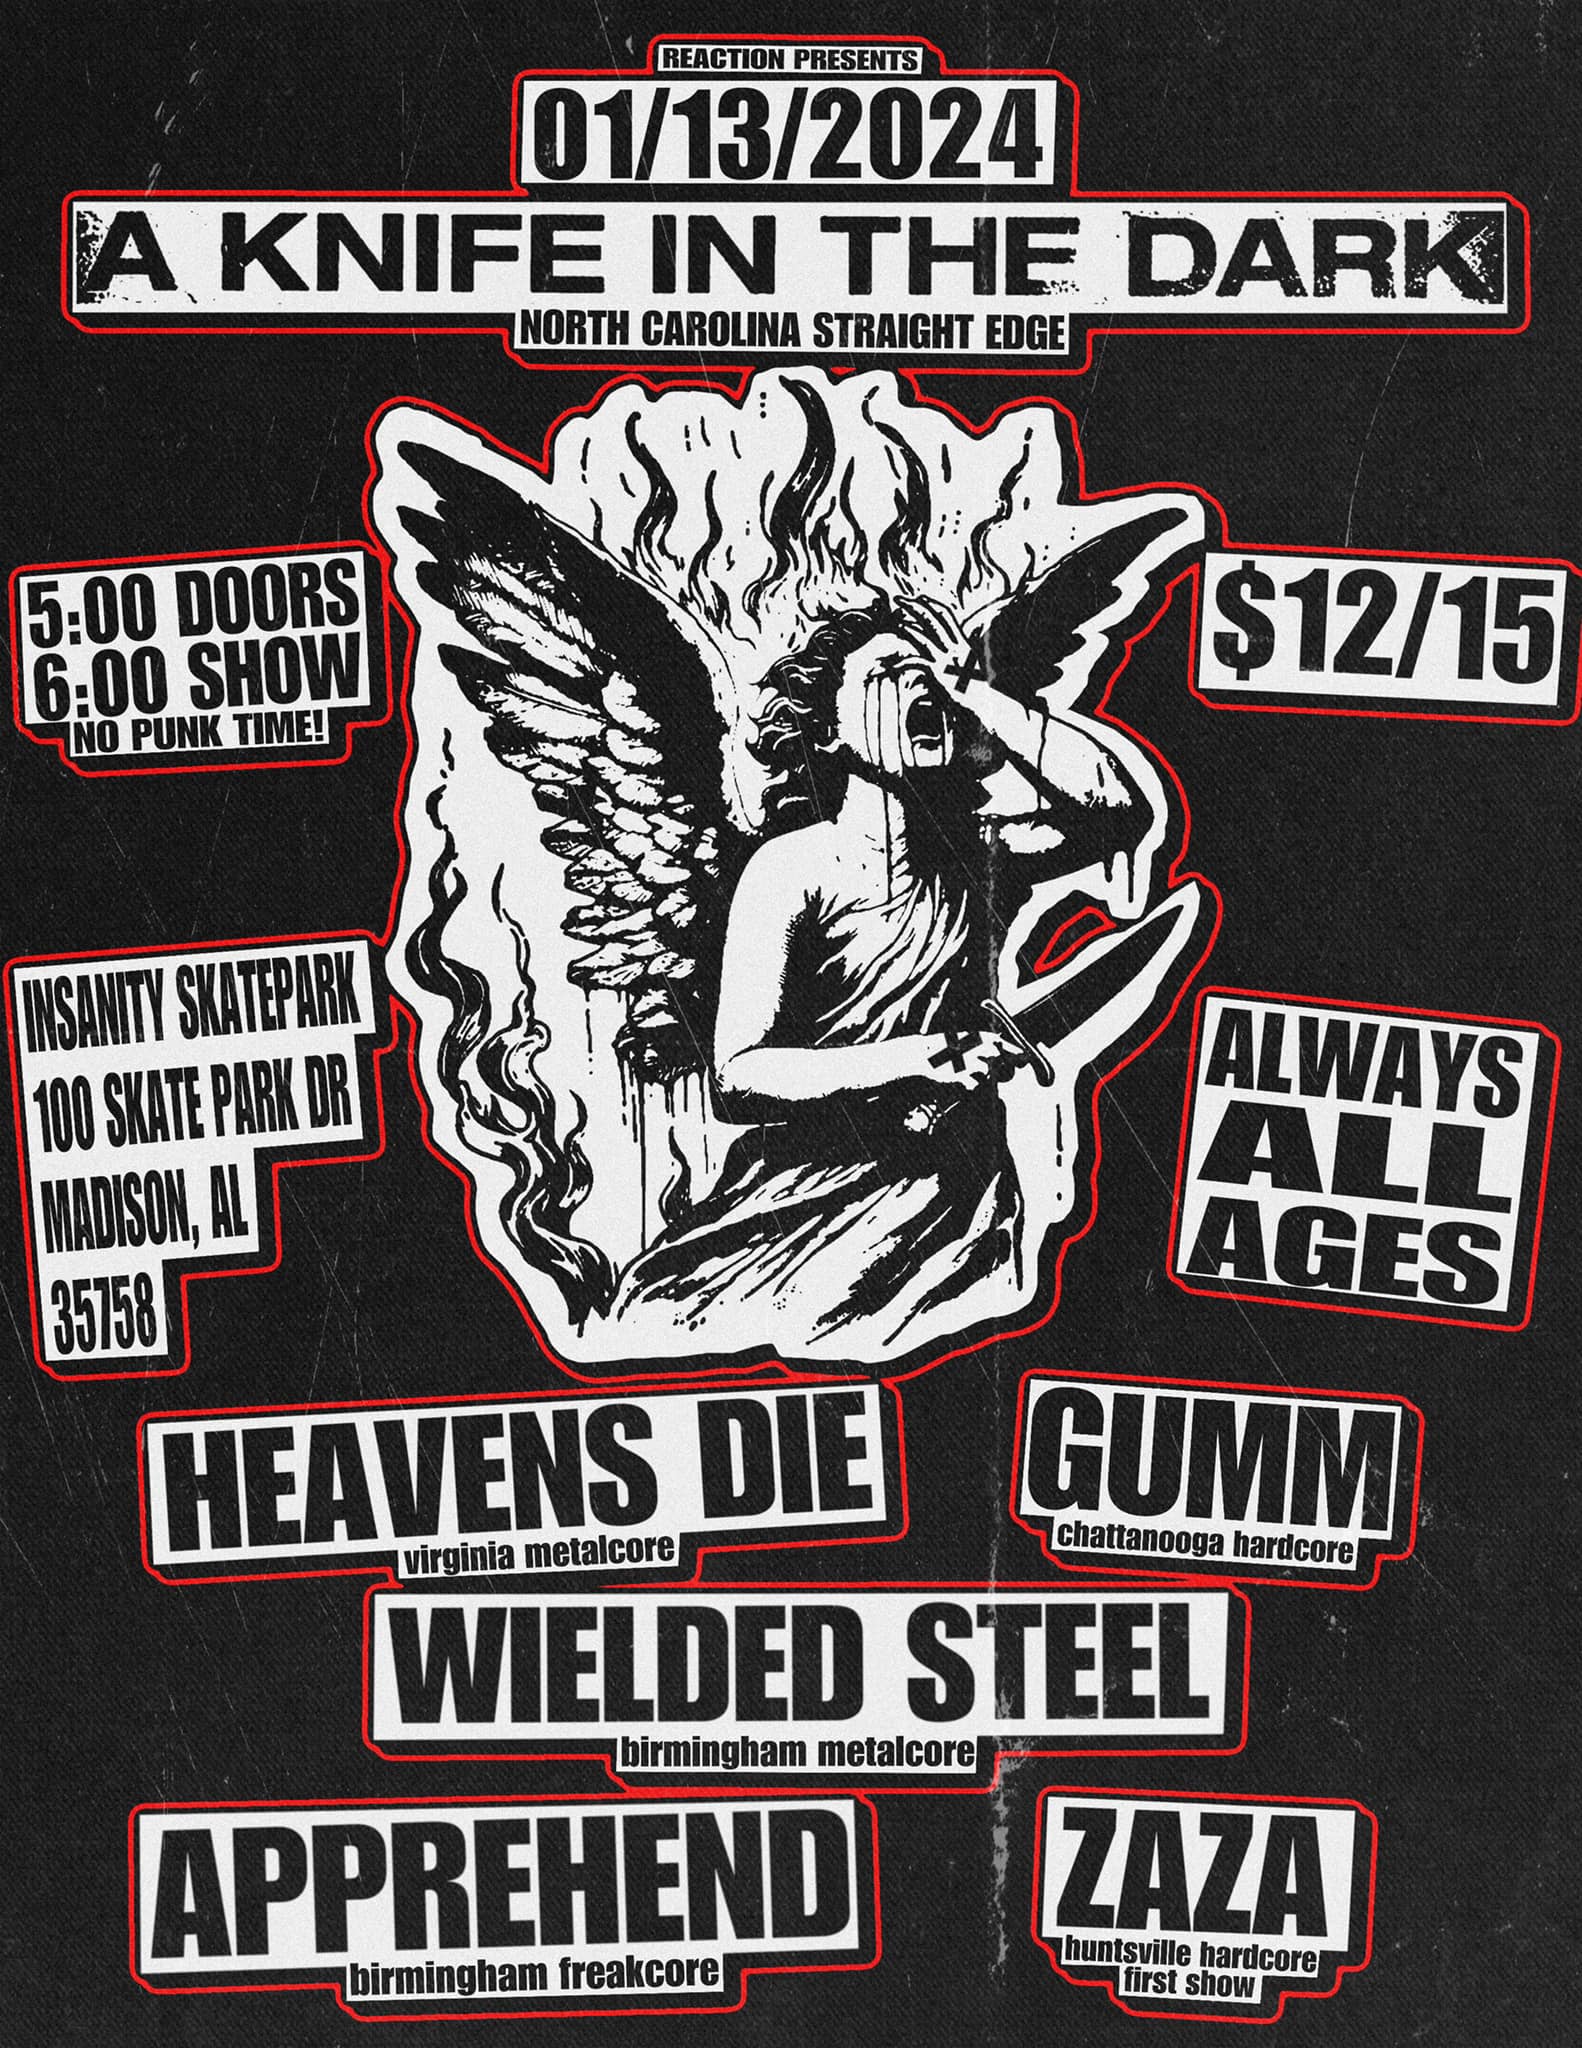 REACTION PRESENTS
01/13/2024
A KNIFE IN THE DARK
NORTH CAROLINA STRAIGHT EDGE
5:00 DOORS
6:00 SHOW
NO PUNK TIME!
$12/15
INSANITY SKATEPARK
100 SKATE PARK DR
MADISON, AL
35758
ALWAYS
ALL
AGES
HEAVENS DIE
virginia metalcore
GUMM
chattanooga hardcore
WIELDED STEEL
birmingham metalcore
APPREHEND
birmingham freakcore
ZAZA
huntsville hardcore
first show